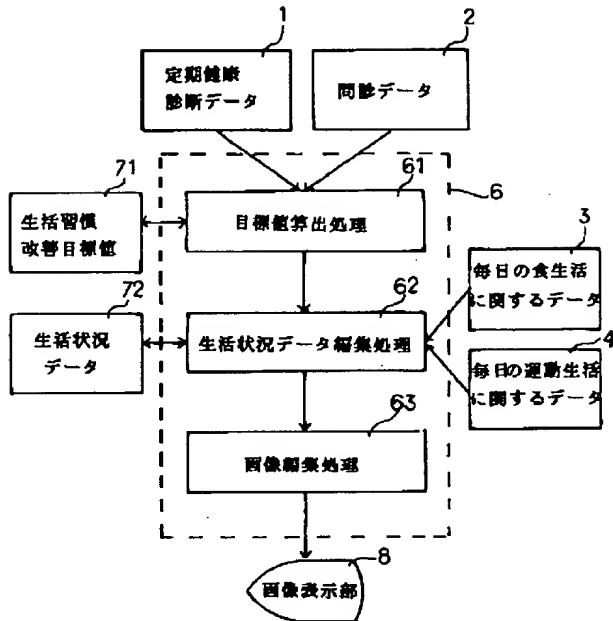 1
定期健康
診断データ
2
問診データ
6
61
目標値算出処理
71
生活習慣
改善目標値
3
毎日の食生活
に関するデータ
62
生活状況データ編集処理
72
生活状況
データ
4
毎日の運動生活
に関するデータ
63
画像編集処理
8
画像表示部